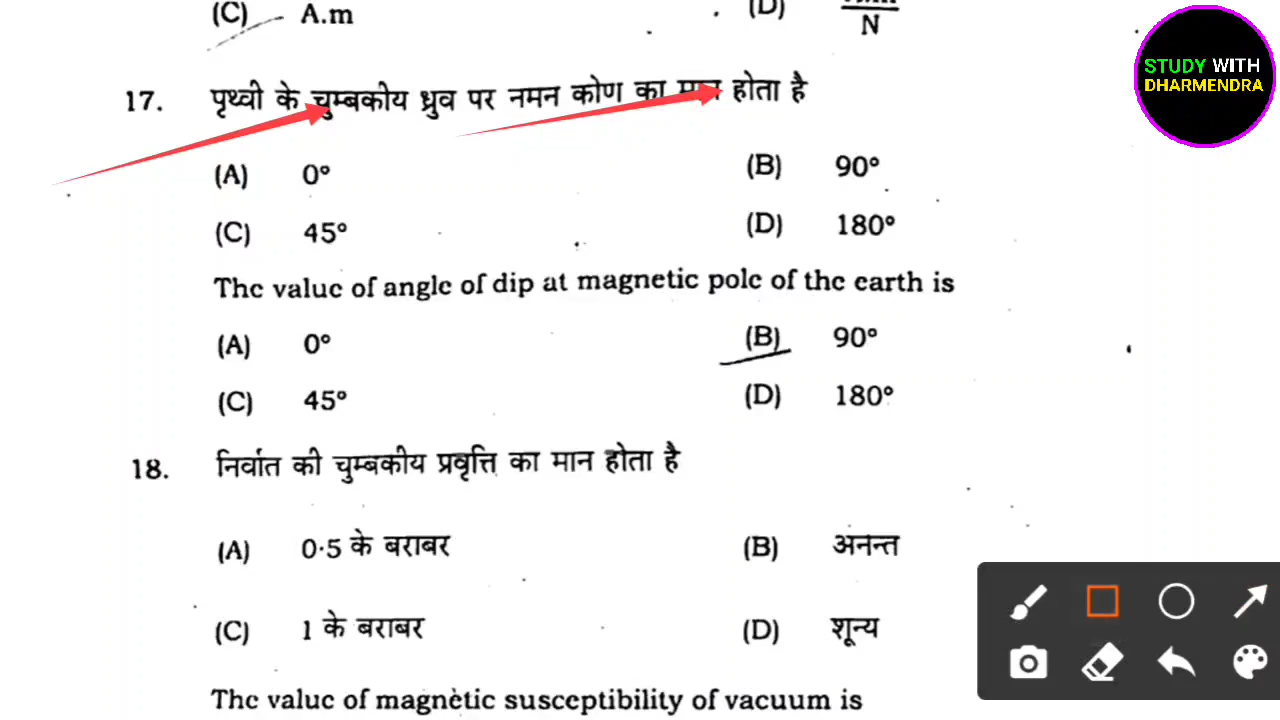 (C) A.m (D) N
STUDY WITH
DHARMENDRA
17. पृथ्वी के चुम्बकीय ध्रुव पर नमन कोण का मान होता है
(A) 0° (B) 90°
(C) 45° (D) 180°
The value of angle of dip at magnetic pole of the earth is
(A) 0° (B) 90°
(C) 45° (D) 180°
18. निर्वात की चुम्बकीय प्रवृत्ति का मान होता है
(A) 0·5 के बराबर (B) अनन्त
(C) 1 के बराबर (D) शून्य
The value of magnetic susceptibility of vacuum is